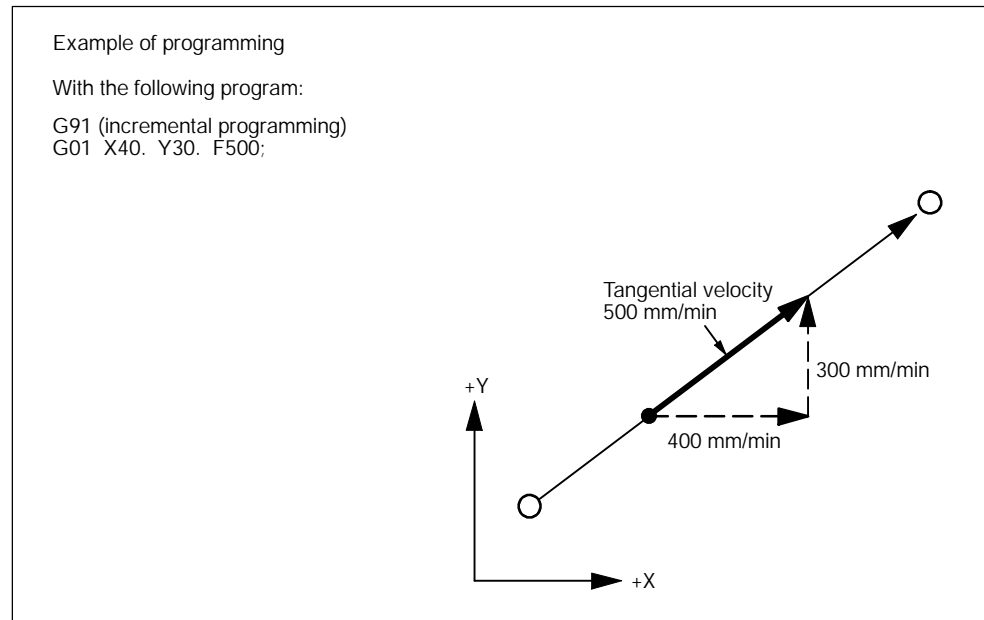 Example of programming
With the following program:
G91 (incremental programming)
G01 X40. Y30. F500;
Tangential velocity
500 mm/min
300 mm/min
+Y
400 mm/min
+X